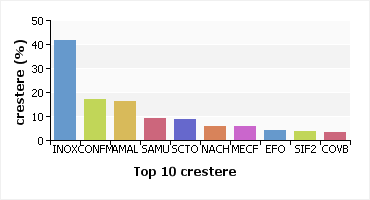 50
40
30
20
10
0
crestere (%)
INOX CONFM AMAL SAMU SCTO NACH MECF EFO SIF2 COVB
Top 10 crestere